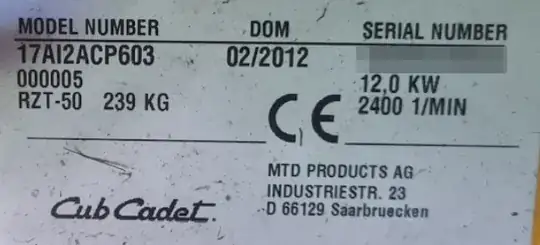 MODEL NUMBER DOM SERIAL NUMBER
17AI2ACP603 02/2012
000005 12,0 KW
RZT-50 239 KG 2400 1/MIN
CE
MTD PRODUCTS AG
INDUSTRIESTR. 23
Cub Cadet. D 66129 Saarbruecken